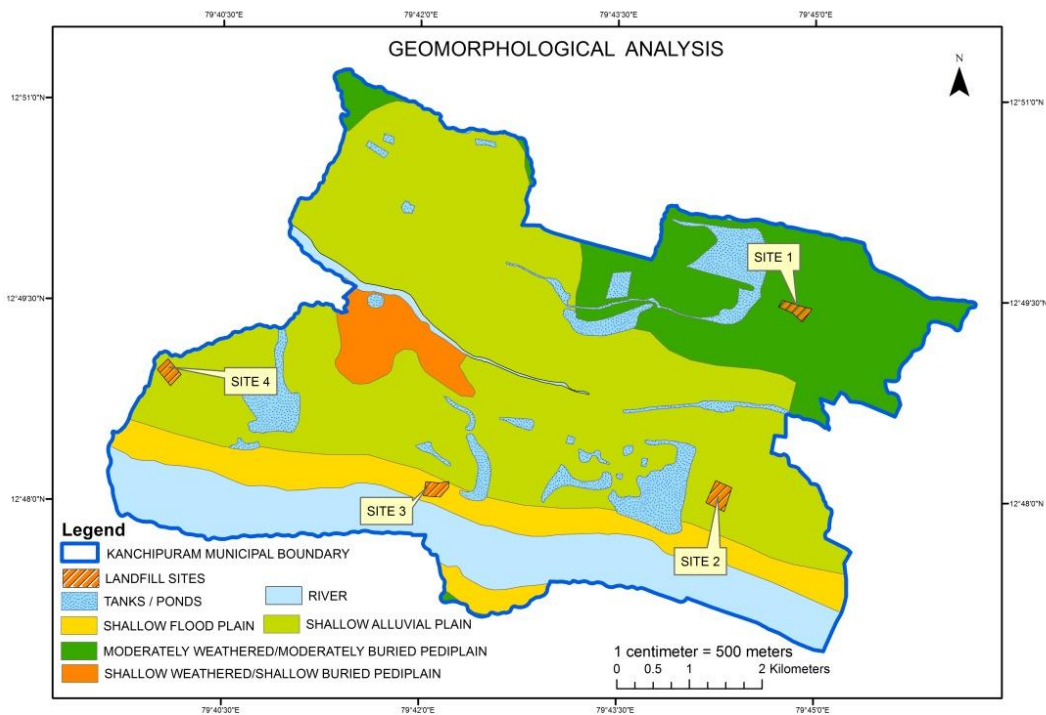 79°40'30"E 79°42'0"E 79°43'30"E 79°45'0"E
GEOMORPHOLOGICAL ANALYSIS
N
12°51'0"N 12°51'0"N
SITE 1
12°49'30"N 12°49'30"N
SITE 4
12°48'0"N 12°48'0"N
SITE 3
SITE 2
Legend
KANCHIPURAM MUNICIPAL BOUNDARY
LANDFILL SITES
TANKS / PONDS RIVER
SHALLOW FLOOD PLAIN SHALLOW ALLUVIAL PLAIN
MODERATELY WEATHERED/MODERATELY BURIED PEDIPLAIN
SHALLOW WEATHERED/SHALLOW BURIED PEDIPLAIN
1 centimeter = 500 meters
0 0.5 1 2 Kilometers
79°40'30"E 79°42'0"E 79°43'30"E 79°45'0"E